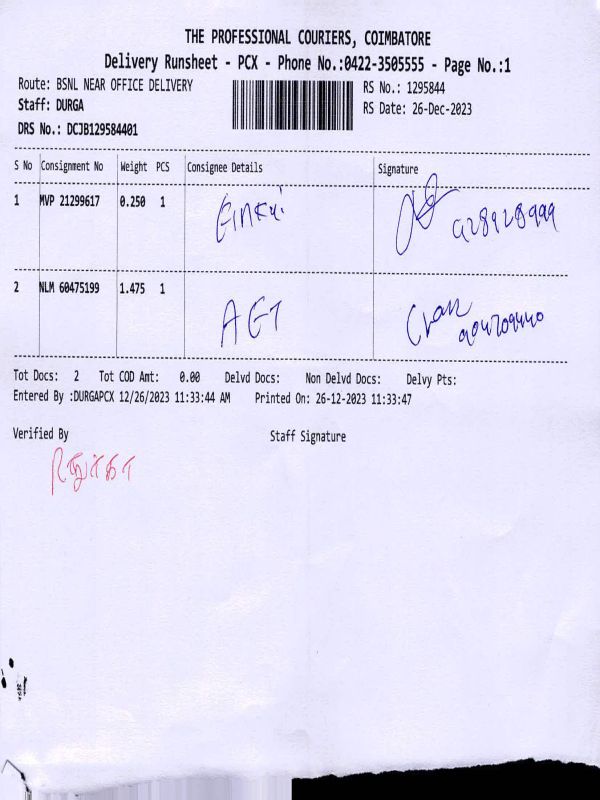 THE PROFESSIONAL COURIERS, COIMBATORE
Delivery Runsheet - PCX - Phone No.:0422-3505555 - Page No.:1
Route: BSNL NEAR OFFICE DELIVERY RS No.: 1295844
Staff: DURGA RS Date: 26-Dec-2023
DRS No.: DCJB129584401
S No Consignment No Weight PCS Consignee Details Signature
1 MVP 21299617 0.250 1
2 NLM 60475199 1.475 1 AGT
Tot Docs: 2 Tot COD Amt: 0.00 Delvd Docs: Non Delvd Docs: Delvy Pts:
Entered By :DURGAPCX 12/26/2023 11:33:44 AM Printed On: 26-12-2023 11:33:47
Verified By Staff Signature